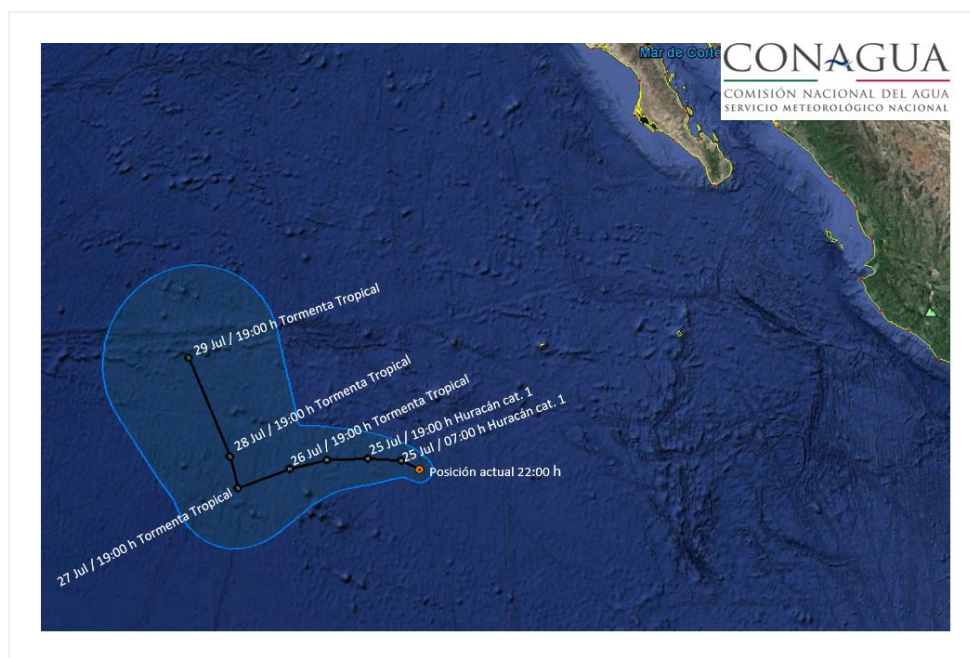 Mar de Corté
CONAGUA
COMISIÓN NACIONAL DEL AGUA
SERVICIO METEOROLÓGICO NACIONAL
29 Jul / 19:00 h Tormenta Tropical
28 Jul / 19:00 h Tormenta Tropical
26 Jul / 19:00 h Tormenta Tropical
25 Jul / 19:00 h Huracán cat. 1
25 Jul / 07:00 h Huracán cat. 1
Posición actual 22:00 h
27 Jul / 19:00 h Tormenta Tropical